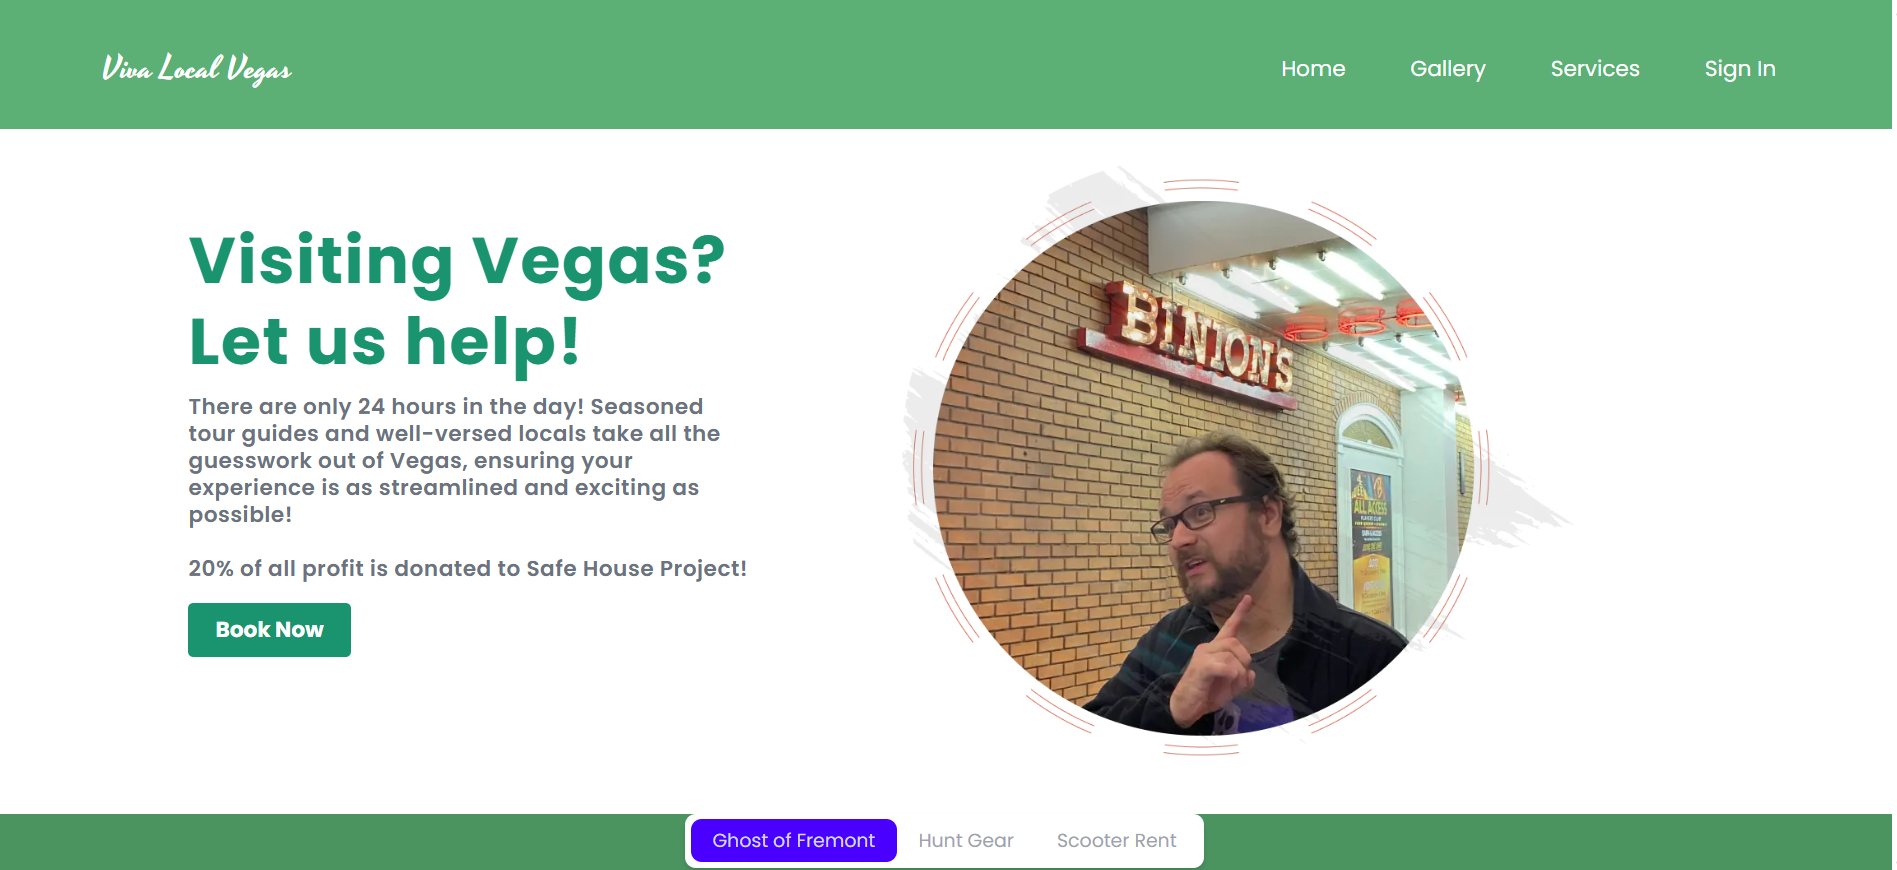 Viva Local Vegas
Home Gallery Services Sign In
Visiting Vegas?
Let us help!
There are only 24 hours in the day! Seasoned
tour guides and well-versed locals take all the
guesswork out of Vegas, ensuring your
experience is as streamlined and exciting as
possible!
20% of all profit is donated to Safe House Project!
Book Now
BINION'S
ALL ACCESS
Ghost of Fremont Hunt Gear Scooter Rent